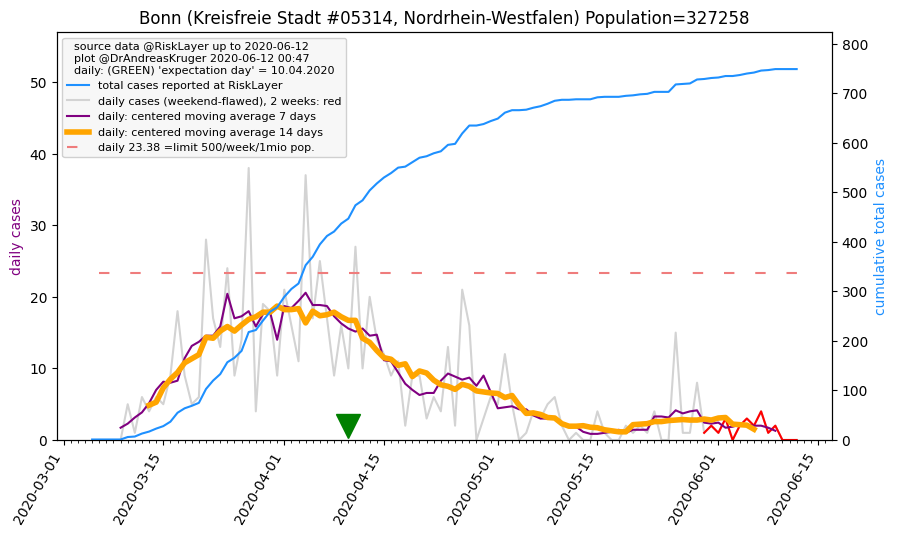 Bonn (Kreisfreie Stadt #05314, Nordrhein-Westfalen) Population=327258
source data @RiskLayer up to 2020-06-12
plot @DrAndreasKruger 2020-06-12 00:47
daily: (GREEN) 'expectation day' = 10.04.2020
total cases reported at RiskLayer
daily cases (weekend-flawed), 2 weeks: red
daily: centered moving average 7 days
daily: centered moving average 14 days
daily 23.38 =limit 500/week/1mio pop.
daily cases
50
40
30
20
10
0
cumulative total cases
800
700
600
500
400
300
200
100
0
2020-03-01
2020-03-15
2020-04-01
2020-04-15
2020-05-01
2020-05-15
2020-06-01
2020-06-15